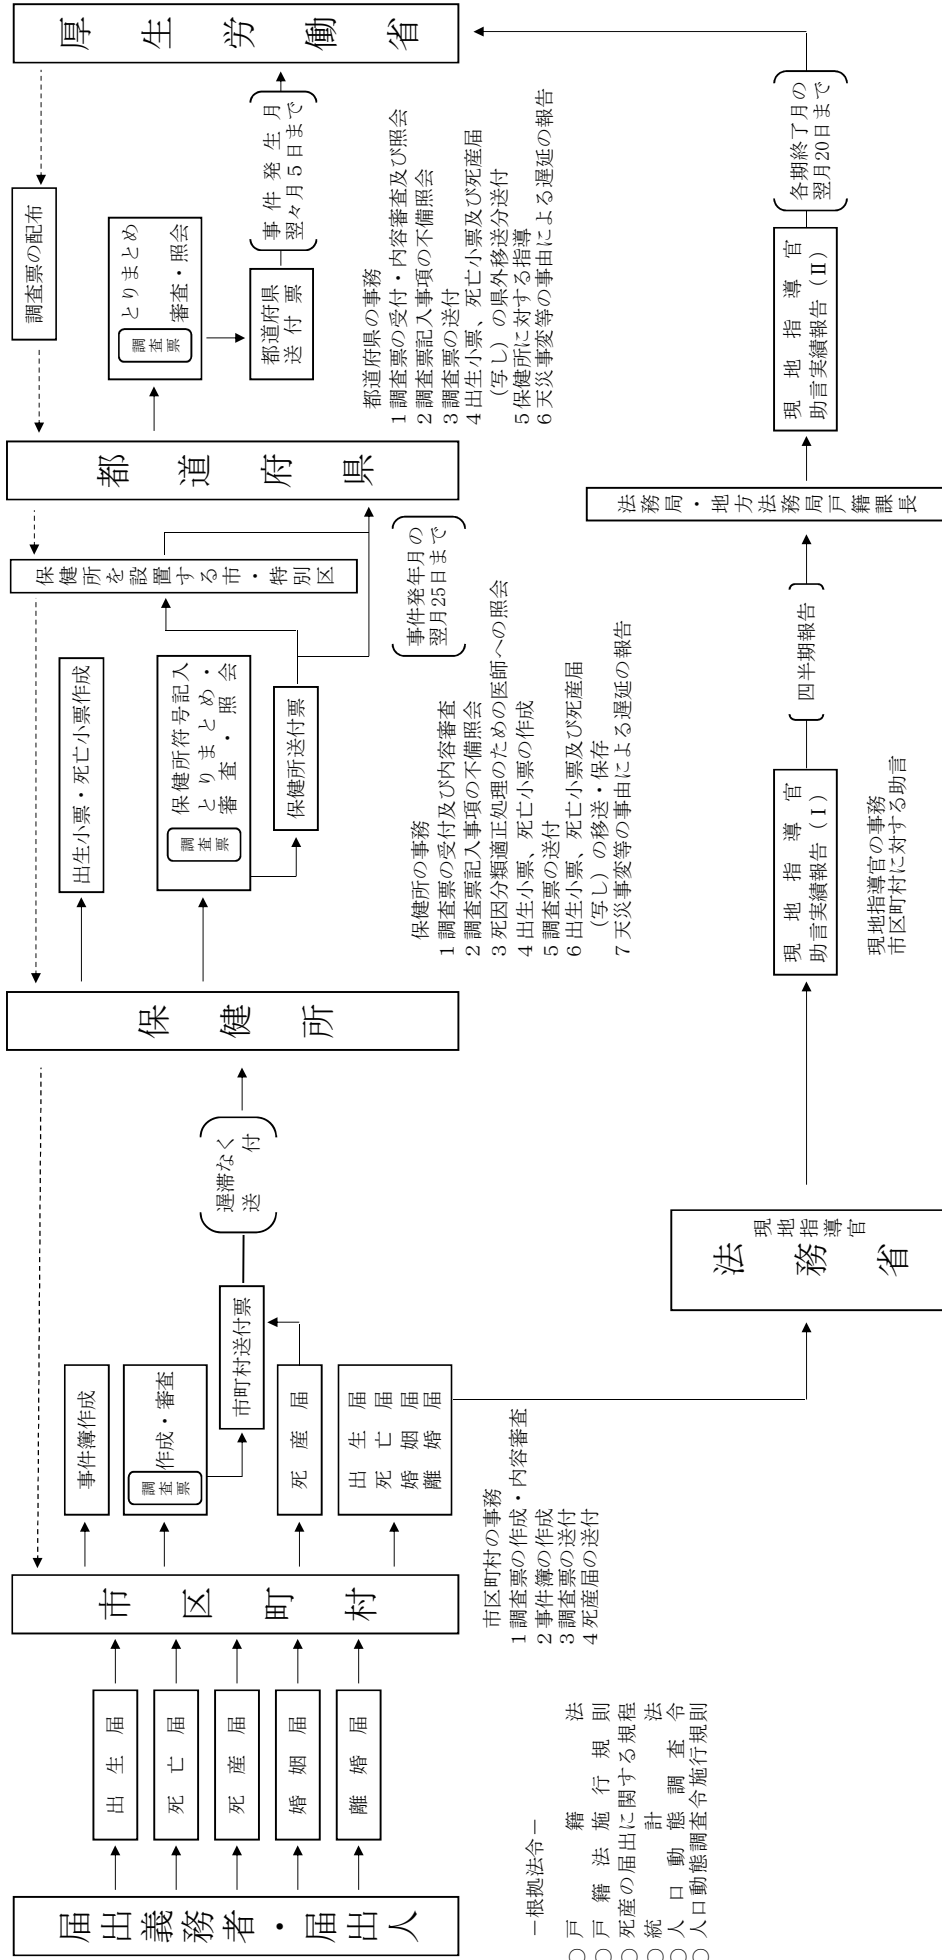 届出義務者・届出人
出生届
死亡届
死産届
婚姻届
離婚届
市区町村
事件簿作成
調査票
作成・審査
市町村送付票
死産届
出生届
死亡届
婚姻届
離婚届
遅滞なく
送付
市区町村の事務
1 調査票の作成・内容審査
2 事件簿の作成
3 調査票の送付
4 死産届の送付
保健所
出生小票・死亡小票作成
調査票
保健所符号記入
とりまとめ・
審査・照会
保健所送付票
保健所を設置する市・特別区
事件発年月の
翌月25日まで
保健所の事務
1 調査票の受付及び内容審査
2 調査票記入事項の不備照会
3 死因分類適正処理のための医師への照会
4 出生小票、死亡小票の作成
5 調査票の送付
6 出生小票、死亡小票及び死産届
(写し)の移送・保存
7 天災事変等の事由による遅延の報告
都道府県
調査票の配布
調査票
とりまとめ
審査・照会
都道府県
送付票
事件発生月
翌々月5日まで
都道府県の事務
1 調査票の受付・内容審査及び照会
2 調査票記入事項の不備照会
3 調査票の送付
4 出生小票、死亡小票及び死産届
(写し)の県外移送分送付
5 保健所に対する指導
6 天災事変等の事由による遅延の報告
厚生労働省
－根拠法令－
○戸籍法
○戸籍法施行規則
○死産の届出に関する規程
○統計法
○人口動態調査令
○人口動態調査令施行規則
法務省
現地指導官
現地指導官
助言実績報告(Ⅰ)
四半期報告
現地指導官の事務
市区町村に対する助言
法務局・地方法務局戸籍課長
現地指導官
助言実績報告(Ⅱ)
各期終了月の
翌月20日まで